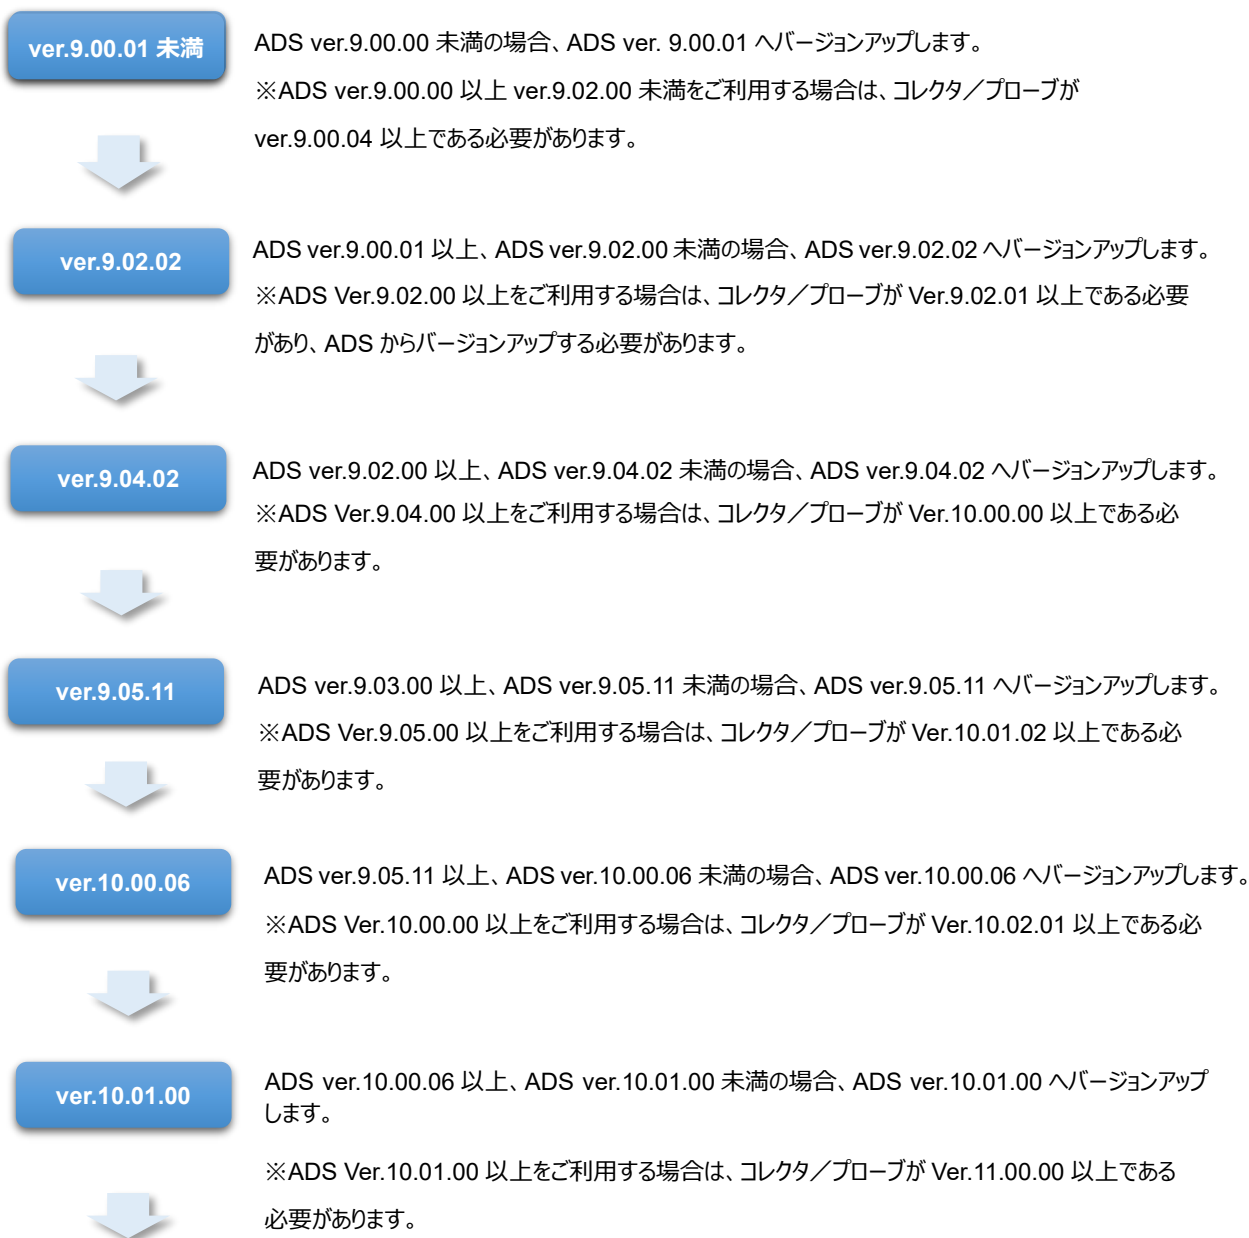 ver.9.00.01 未満
ADS ver.9.00.00 未満の場合、ADS ver. 9.00.01 へバージョンアップします。
※ADS ver.9.00.00 以上 ver.9.02.00 未満をご利用する場合は、コレクタ／プローブが
ver.9.00.04 以上である必要があります。
ver.9.02.02
ADS ver.9.00.01 以上、ADS ver.9.02.00 未満の場合、ADS ver.9.02.02 へバージョンアップします。
※ADS Ver.9.02.00 以上をご利用する場合は、コレクタ／プローブが Ver.9.02.01 以上である必要
があり、ADS からバージョンアップする必要があります。
ver.9.04.02
ADS ver.9.02.00 以上、ADS ver.9.04.02 未満の場合、ADS ver.9.04.02 へバージョンアップします。
※ADS Ver.9.04.00 以上をご利用する場合は、コレクタ／プローブが Ver.10.00.00 以上である必
要があります。
ver.9.05.11
ADS ver.9.03.00 以上、ADS ver.9.05.11 未満の場合、ADS ver.9.05.11 へバージョンアップします。
※ADS Ver.9.05.00 以上をご利用する場合は、コレクタ／プローブが Ver.10.01.02 以上である必
要があります。
ver.10.00.06
ADS ver.9.05.11 以上、ADS ver.10.00.06 未満の場合、ADS ver.10.00.06 へバージョンアップします。
※ADS Ver.10.00.00 以上をご利用する場合は、コレクタ／プローブが Ver.10.02.01 以上である必
要があります。
ver.10.01.00
ADS ver.10.00.06 以上、ADS ver.10.01.00 未満の場合、ADS ver.10.01.00 へバージョンアップ
します。
※ADS Ver.10.01.00 以上をご利用する場合は、コレクタ／プローブが Ver.11.00.00 以上である
必要があります。